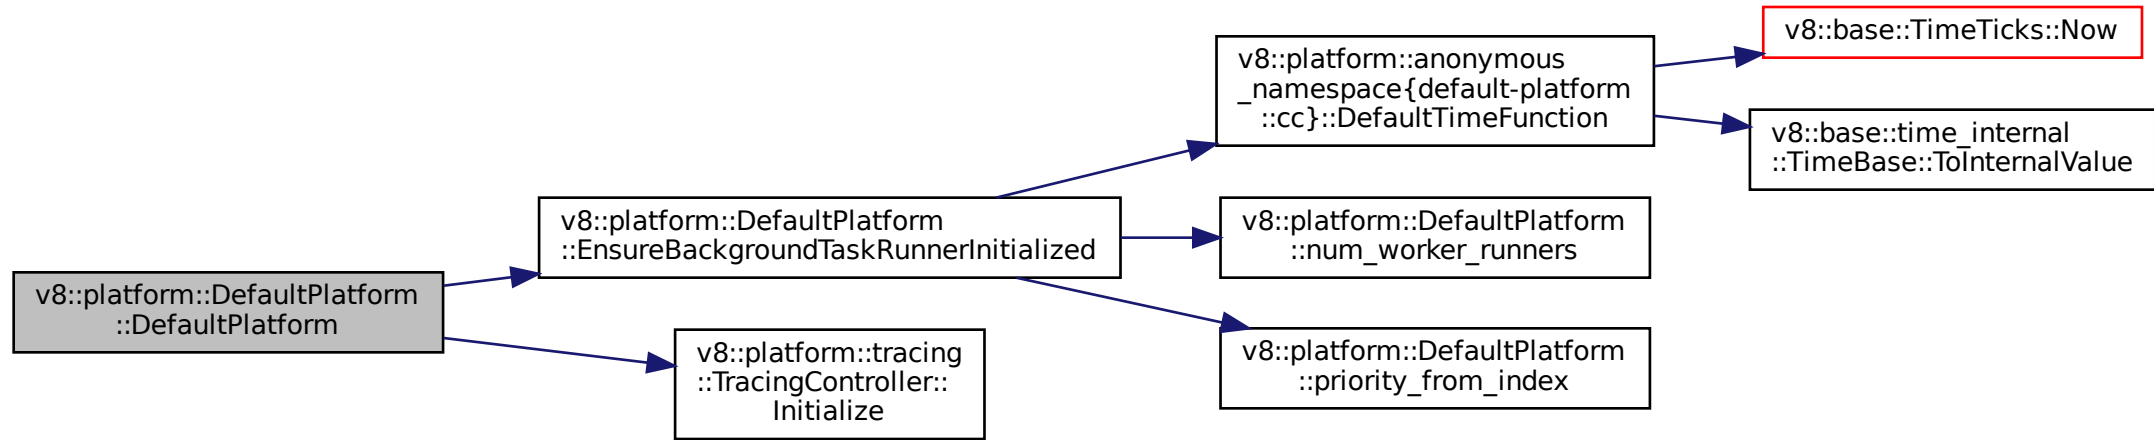 v8::platform::DefaultPlatform
::DefaultPlatform
v8::platform::DefaultPlatform
::EnsureBackgroundTaskRunnerInitialized
v8::platform::tracing
::TracingController::
Initialize
v8::platform::anonymous
_namespace{default-platform
::cc}::DefaultTimeFunction
v8::platform::DefaultPlatform
::num_worker_runners
v8::platform::DefaultPlatform
::priority_from_index
v8::base::TimeTicks::Now
v8::base::time_internal
::TimeBase::ToInternalValue